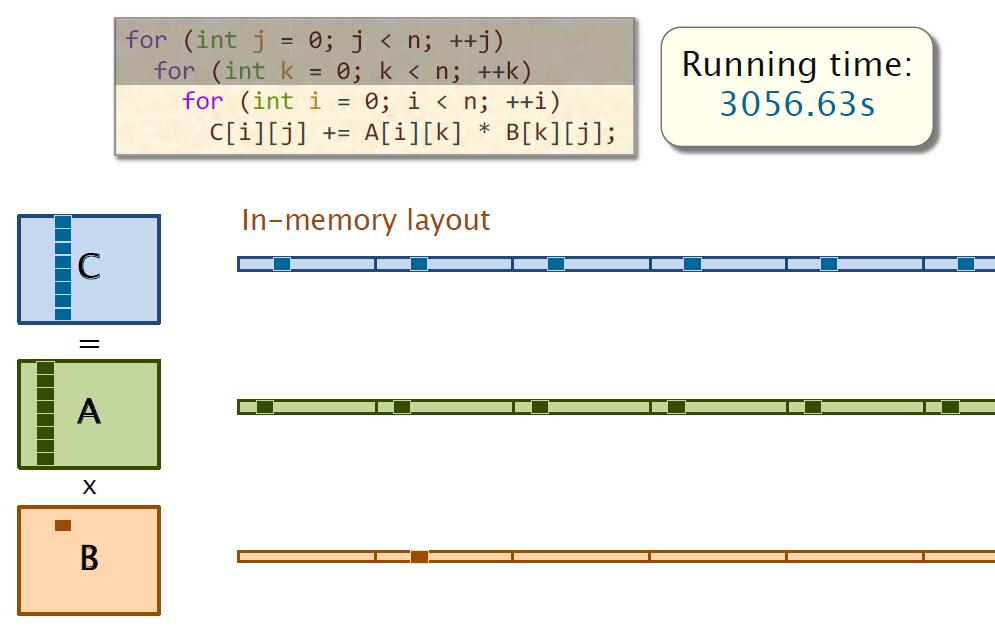 for (int j = 0; j < n; ++j)
for (int k = 0; k < n; ++k)
for (int i = 0; i < n; ++i)
C[i][j] += A[i][k] * B[k][j];
Running time:
3056.63s
In-memory layout
C
=
A
x
B